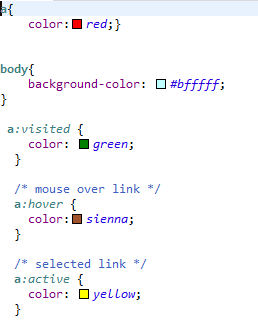 a{
color:red;}
body{
background-color: #bfffff;
}
a:visited {
color: green;
}
/* mouse over link */
a:hover {
color:sienna;
}
/* selected link */
a:active {
color: yellow;
}